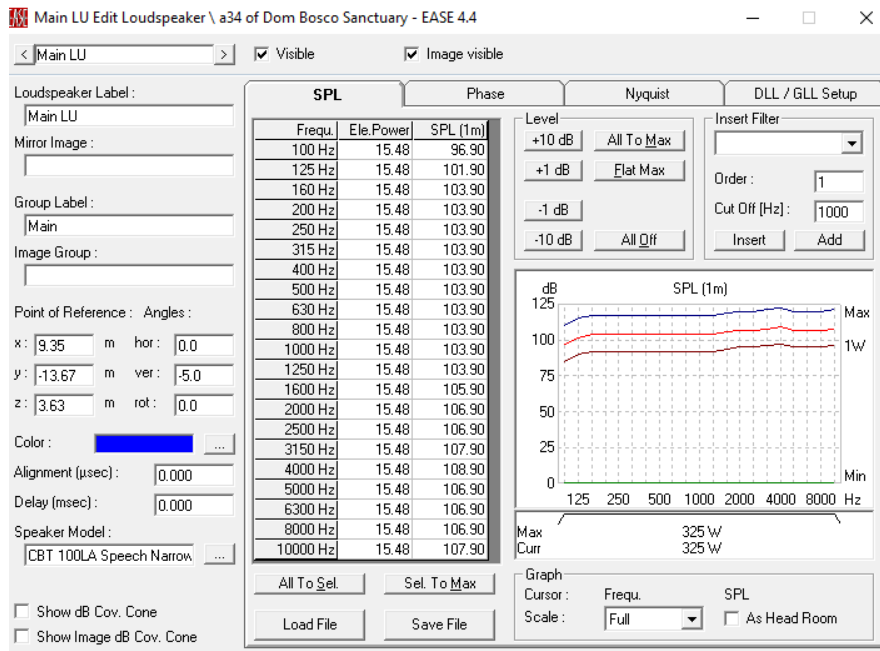 Main LU Edit Loudspeaker \ a34 of Dom Bosco Sanctuary - EASE 4.4
< Main LU >
Visible
Image visible
Loudspeaker Label :
Main LU
Mirror Image :
Group Label :
Main
Image Group :
Point of Reference : Angles :
x : 9.35 m hor : 0.0
y : -13.67 m ver : -5.0
z : 3.63 m rot : 0.0
Color : ...
Alignment (µsec) : 0.000
Delay (msec) : 0.000
Speaker Model :
CBT 100LA Speech Narrow ...
Show dB Cov. Cone
Show Image dB Cov. Cone
SPL Phase Nyquist DLL / GLL Setup
Frequ. Ele.Power SPL (1m)
100 Hz 15.48 96.90
125 Hz 15.48 101.90
160 Hz 15.48 103.90
200 Hz 15.48 103.90
250 Hz 15.48 103.90
315 Hz 15.48 103.90
400 Hz 15.48 103.90
500 Hz 15.48 103.90
630 Hz 15.48 103.90
800 Hz 15.48 103.90
1000 Hz 15.48 103.90
1250 Hz 15.48 103.90
1600 Hz 15.48 105.90
2000 Hz 15.48 106.90
2500 Hz 15.48 106.90
3150 Hz 15.48 107.90
4000 Hz 15.48 108.90
5000 Hz 15.48 106.90
6300 Hz 15.48 106.90
8000 Hz 15.48 106.90
10000 Hz 15.48 107.90
All To Sel. Sel. To Max
Load File Save File
Level
+10 dB All To Max
+1 dB Flat Max
-1 dB
-10 dB All Off
Insert Filter
Order : 1
Cut Off [Hz] : 1000
Insert Add
dB SPL (1m)
125 Max
100 1W
75
50
25
0 Min
125 250 500 1000 2000 4000 8000 Hz
Max 325 W
Curr 325 W
Graph
Cursor : Frequ. SPL
Scale : Full As Head Room